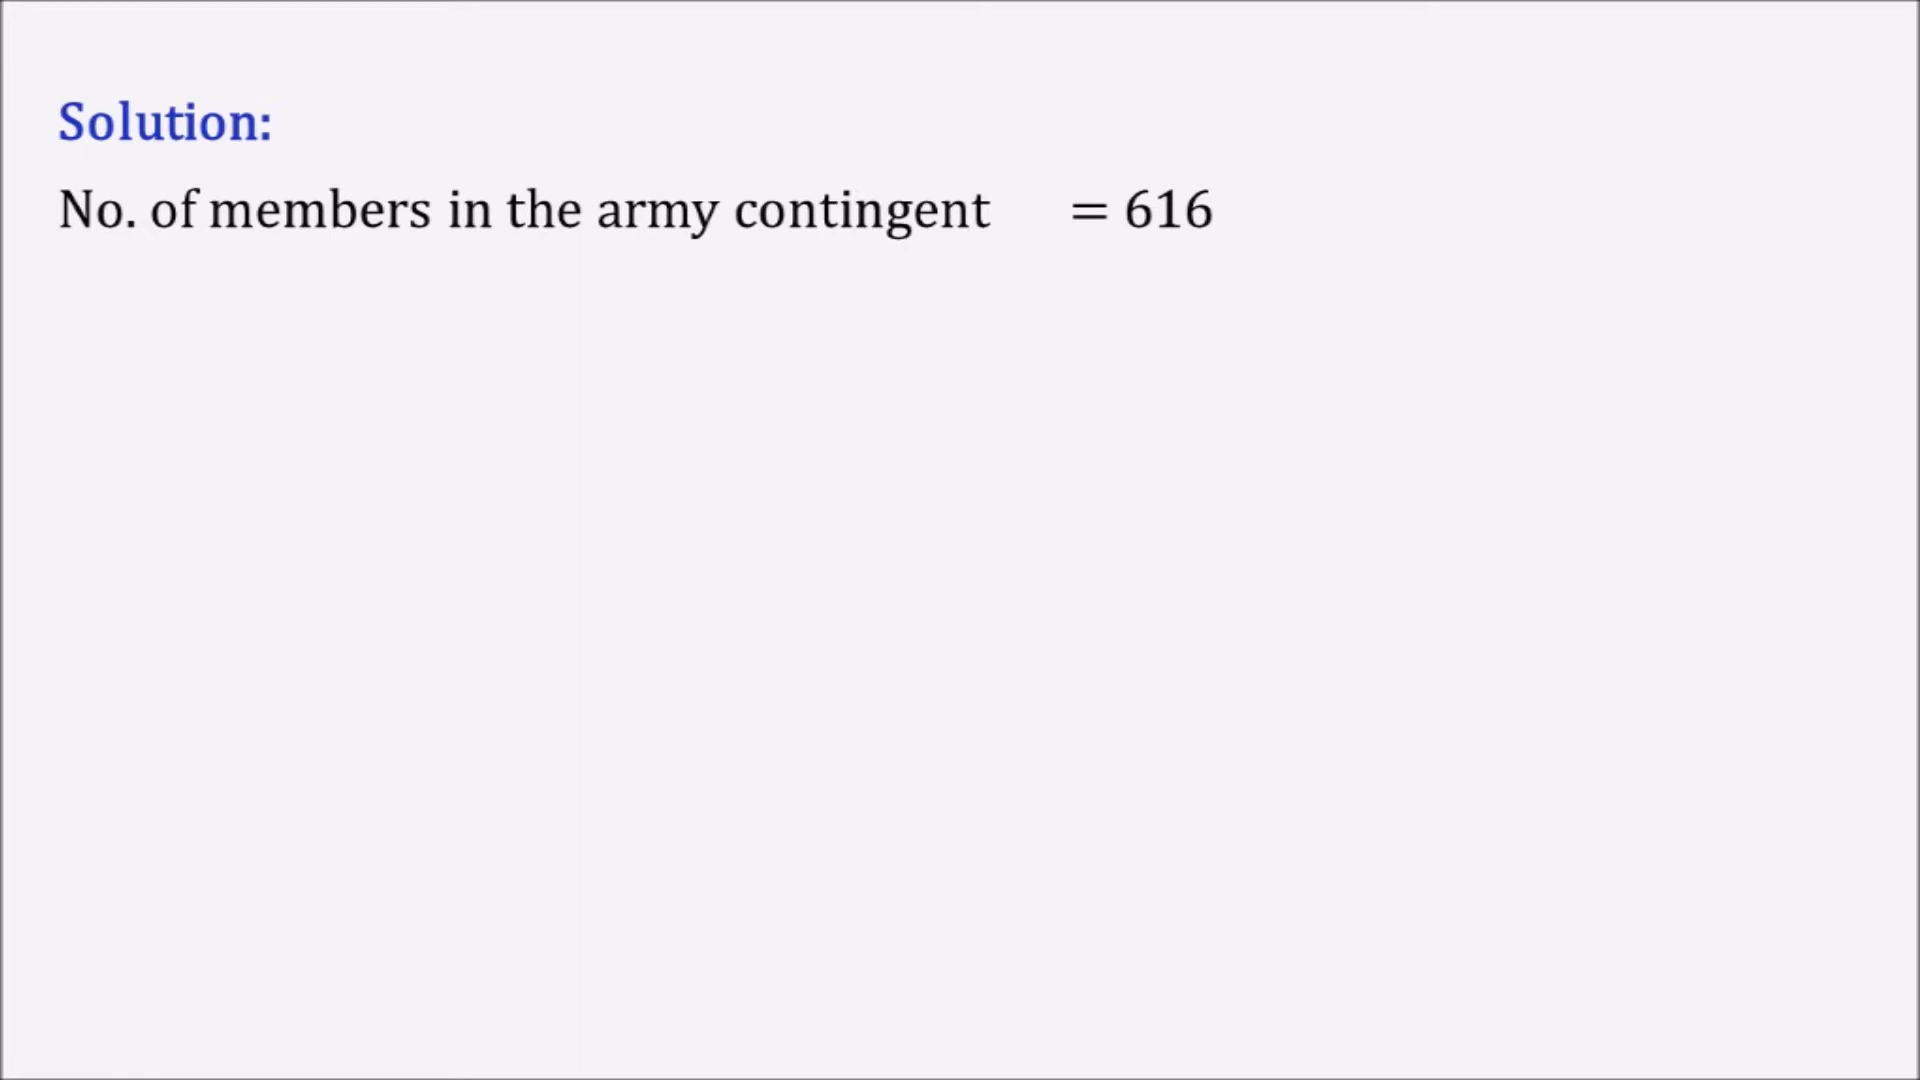 Solution:
No. of members in the army contingent = 616